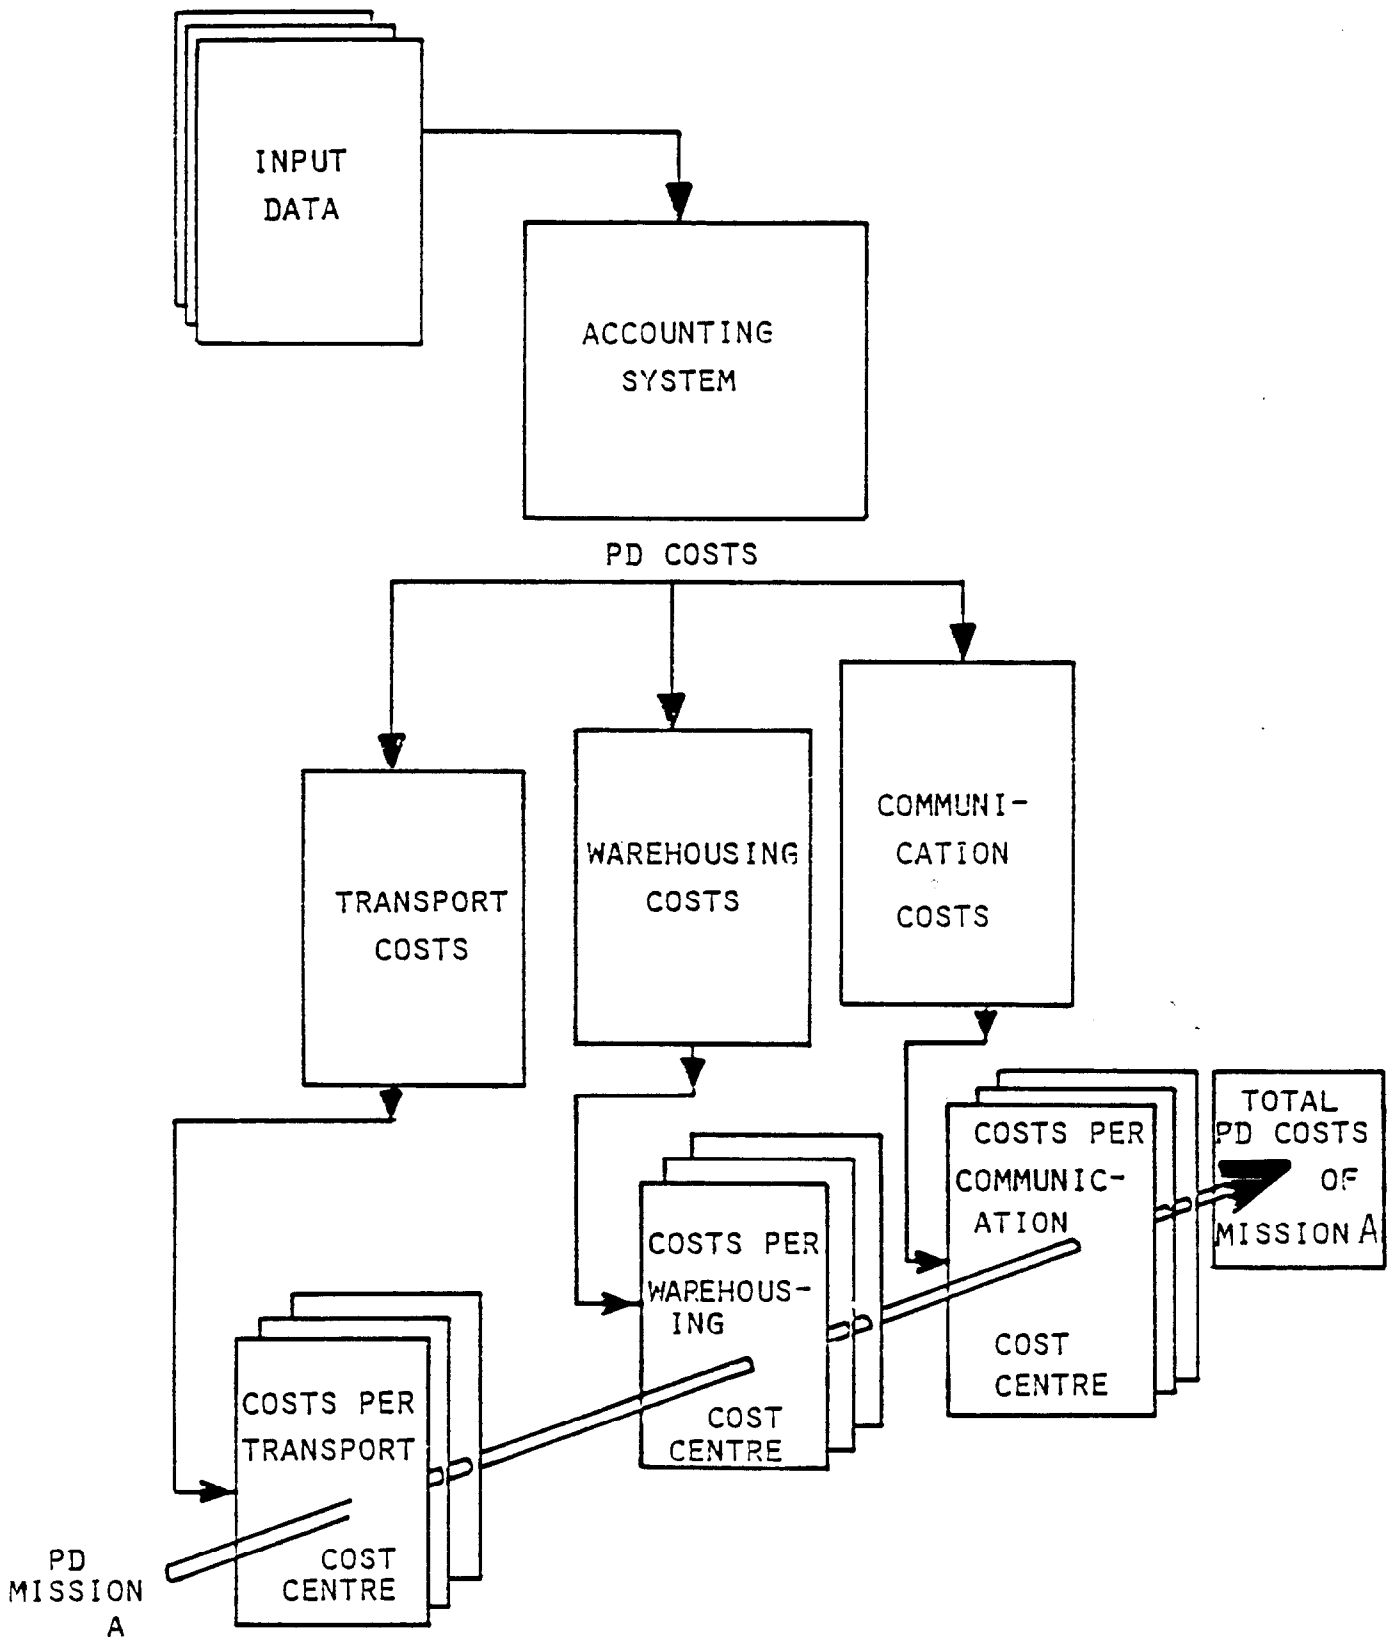 INPUT
DATA
ACCOUNTING
SYSTEM
PD COSTS
TRANSPORT
COSTS
WAREHOUSING
COSTS
COMMUNI-
CATION
COSTS
COSTS PER
TRANSPORT
COST
CENTRE
COSTS PER
WAREHOUS-
ING
COST
CENTRE
COSTS PER
COMMUNIC-
ATION
COST
CENTRE
TOTAL
PD COSTS
OF
MISSION A
PD
MISSION
A